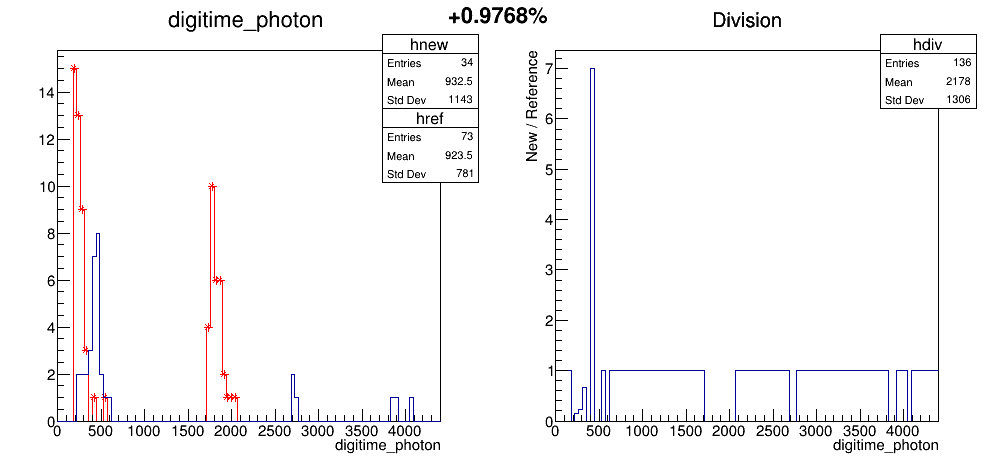 +0.9768%
digitime_photon
hnew
Entries 34
Mean 932.5
Std Dev 1143
href
Entries 73
Mean 923.5
Std Dev 781
14
12
10
8
6
4
2
0
0 500 1000 1500 2000 2500 3000 3500 4000
digitime_photon
Division
hdiv
Entries 136
Mean 2178
Std Dev 1306
New / Reference
7
6
5
4
3
2
1
0
0 500 1000 1500 2000 2500 3000 3500 4000
digitime_photon